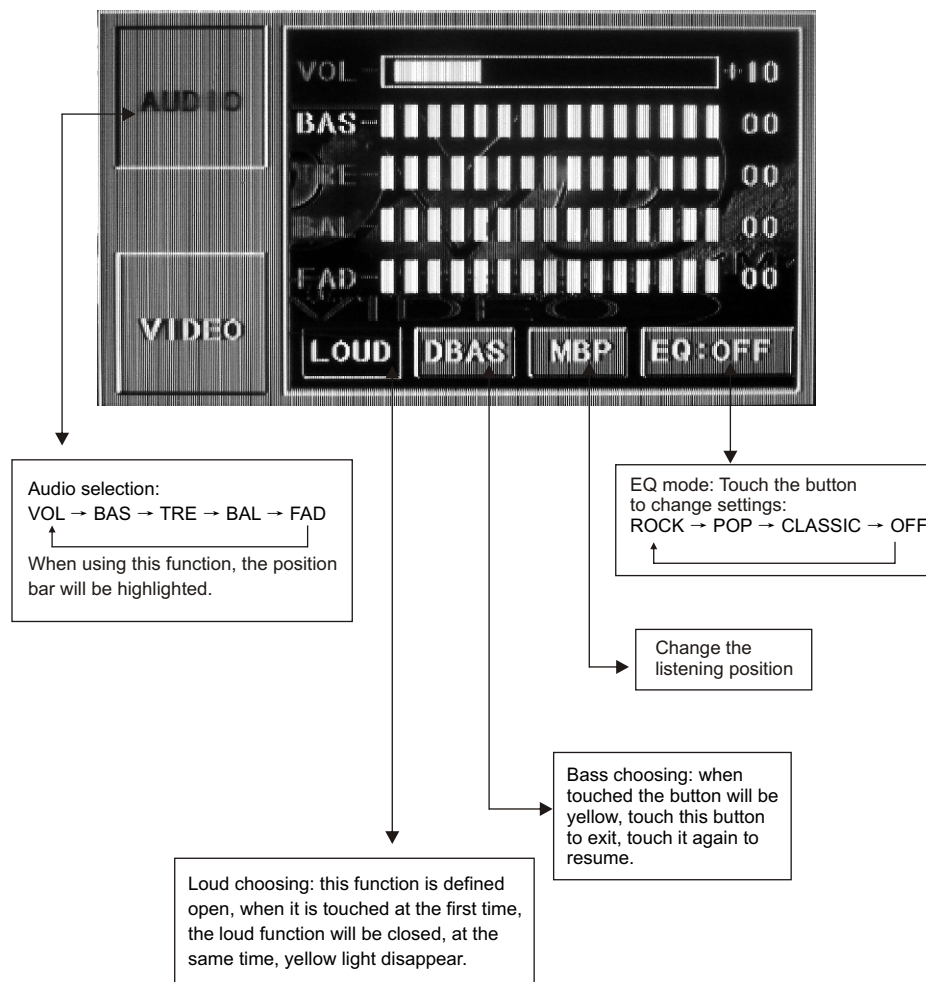 AUDIO
VIDEO
VOL +10
BAS 00
TRE 00
BAL 00
FAD 00
LOUD DBAS MBP EQ:OFF
Audio selection:
VOL → BAS → TRE → BAL → FAD
When using this function, the position
bar will be highlighted.
EQ mode: Touch the button
to change settings:
ROCK → POP → CLASSIC → OFF
Change the
listening position
Bass choosing: when
touched the button will be
yellow, touch this button
to exit, touch it again to
resume.
Loud choosing: this function is defined
open, when it is touched at the first time,
the loud function will be closed, at the
same time, yellow light disappear.